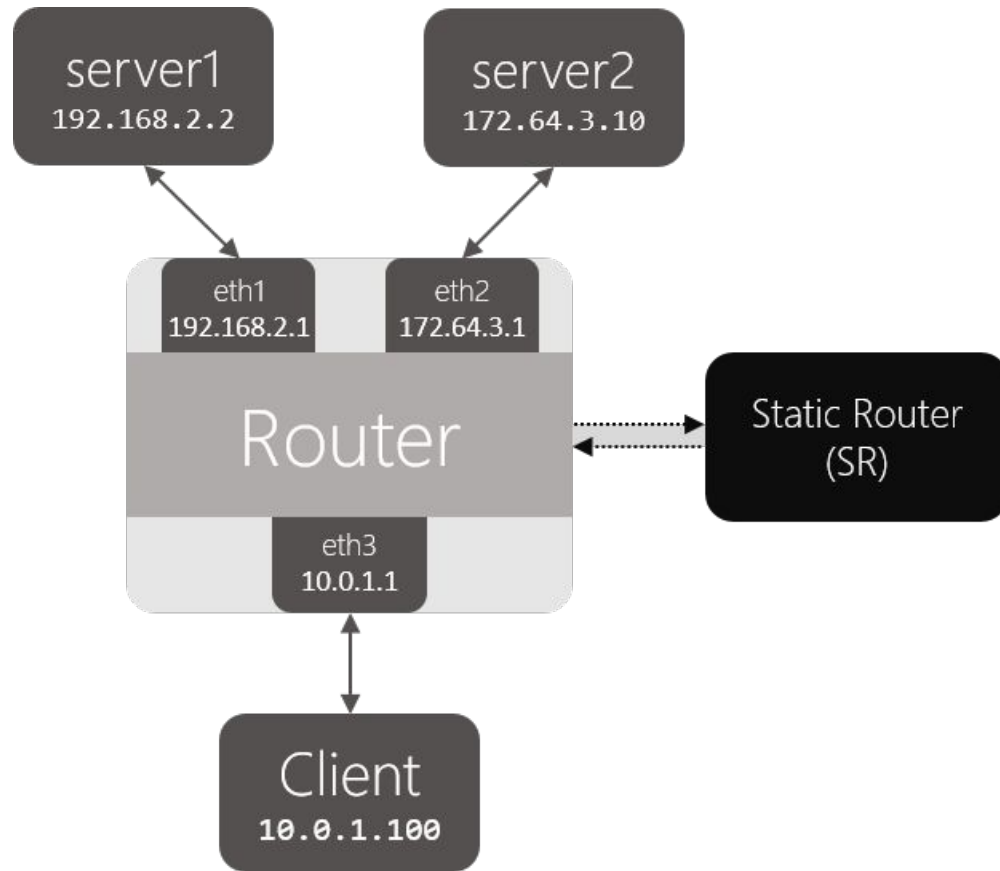 server1
192.168.2.2
server2
172.64.3.10
eth1
192.168.2.1
eth2
172.64.3.1
Router
Static Router
(SR)
eth3
10.0.1.1
Client
10.0.1.100